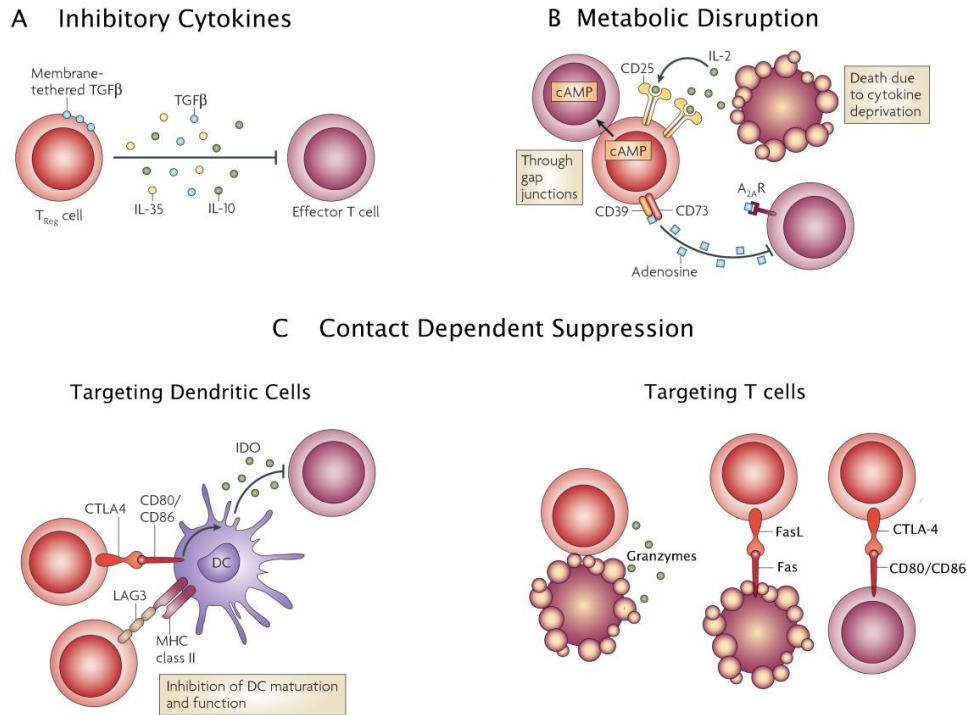 A Inhibitory Cytokines
Membrane-
tethered TGFβ
TGFβ
IL-35
IL-10
T_Reg cell
Effector T cell
B Metabolic Disruption
CD25
IL-2
cAMP
Death due
to cytokine
deprivation
cAMP
Through
gap
junctions
A2AR
CD39
CD73
Adenosine
C Contact Dependent Suppression
Targeting Dendritic Cells
IDO
CTLA4
CD80/
CD86
DC
LAG3
MHC
class II
Inhibition of DC maturation
and function
Targeting T cells
Granzymes
FasL
Fas
CTLA-4
CD80/CD86